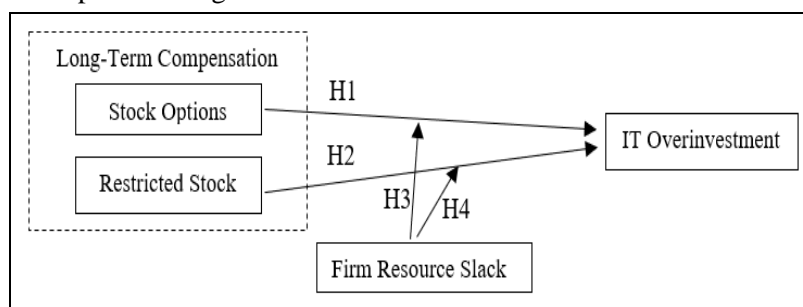 Long-Term Compensation
H1
Stock Options
IT Overinvestment
H2
Restricted Stock
H3
H4
Firm Resource Slack